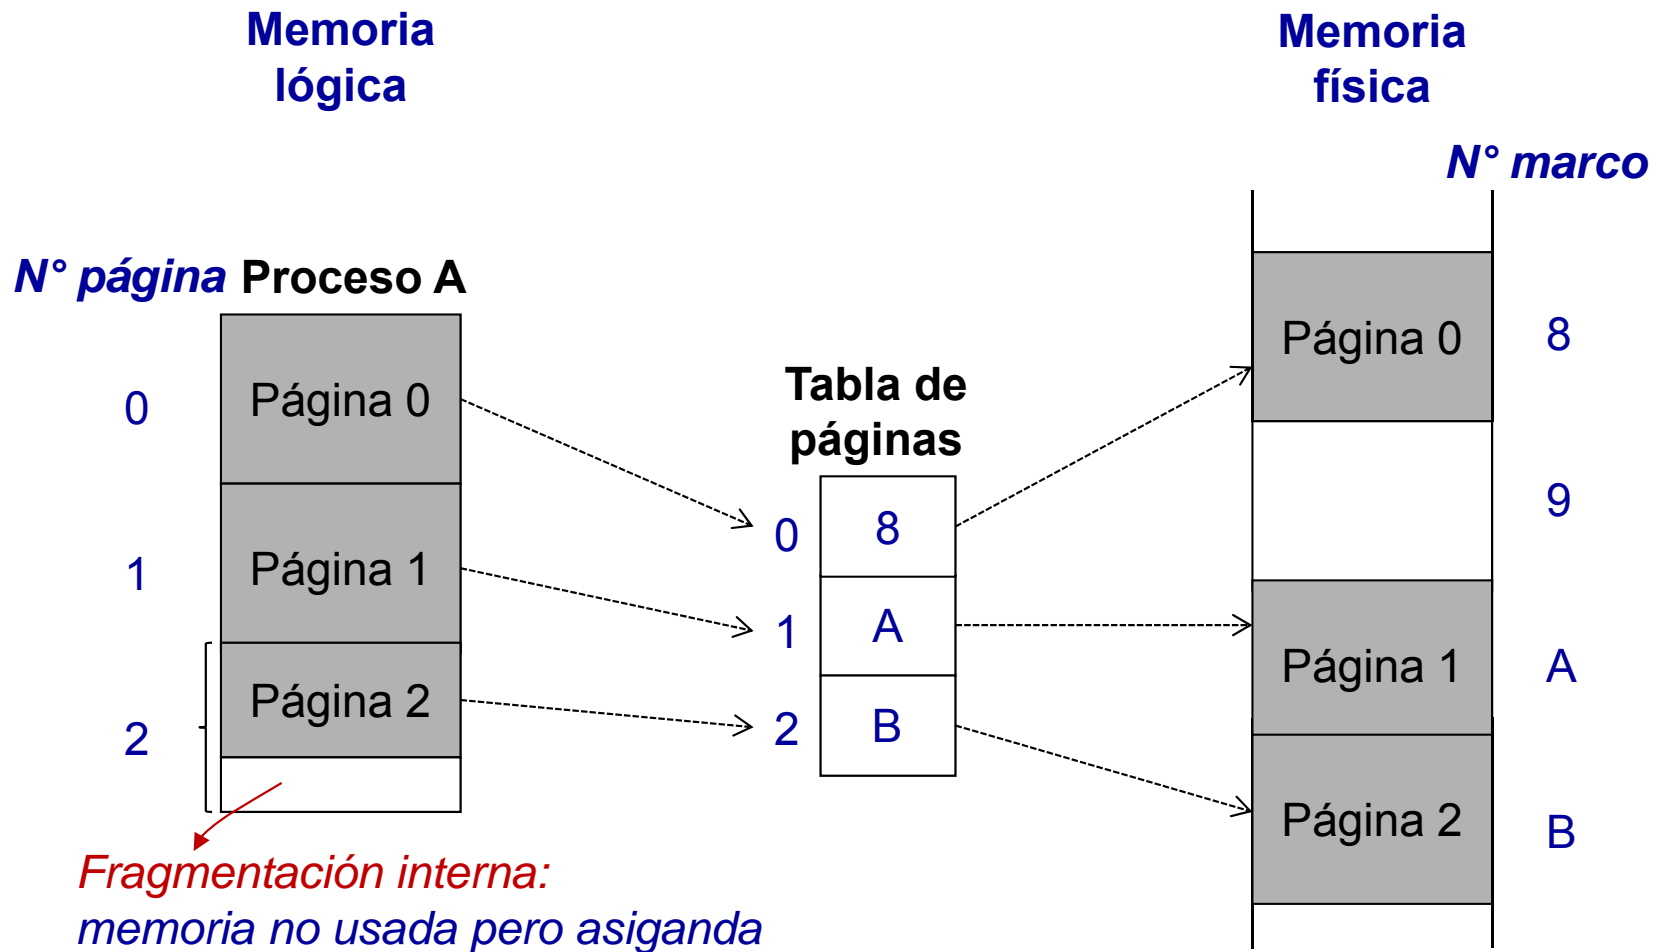 Memoria
lógica
Memoria
física
N° marco
N° página
Proceso A
0
Página 0
1
Página 1
2
Página 2
Fragmentación interna:
memoria no usada pero asiganda
Tabla de
páginas
0
8
1
A
2
B
Página 0
8
9
Página 1
A
Página 2
B